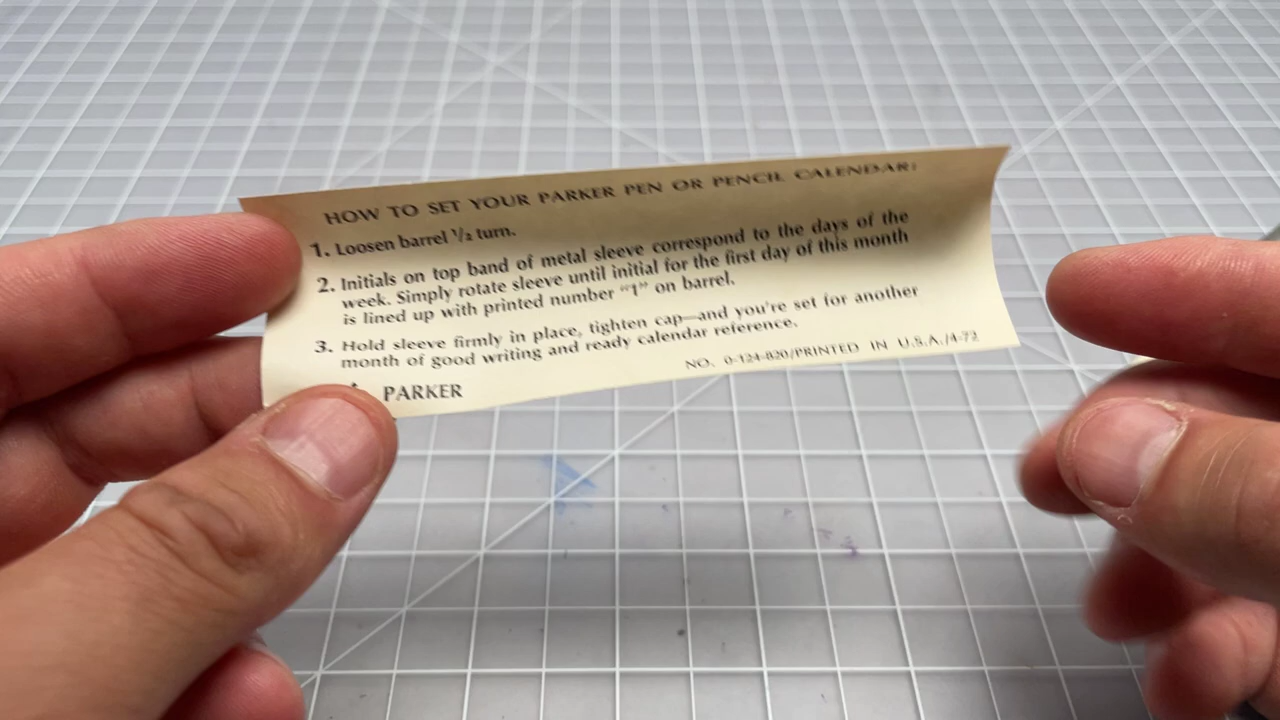 HOW TO SET YOUR PARKER PEN OR PENCIL CALENDAR:
1. Loosen barrel ½ turn.
2. Initials on top band of metal sleeve correspond to the days of the
week. Simply rotate sleeve until initial for the first day of this month
is lined up with printed number “1” on barrel.
3. Hold sleeve firmly in place, tighten cap—and you're set for another
month of good writing and ready calendar reference.
NO. 0-124-820/PRINTED IN U.S.A./4-72
PARKER